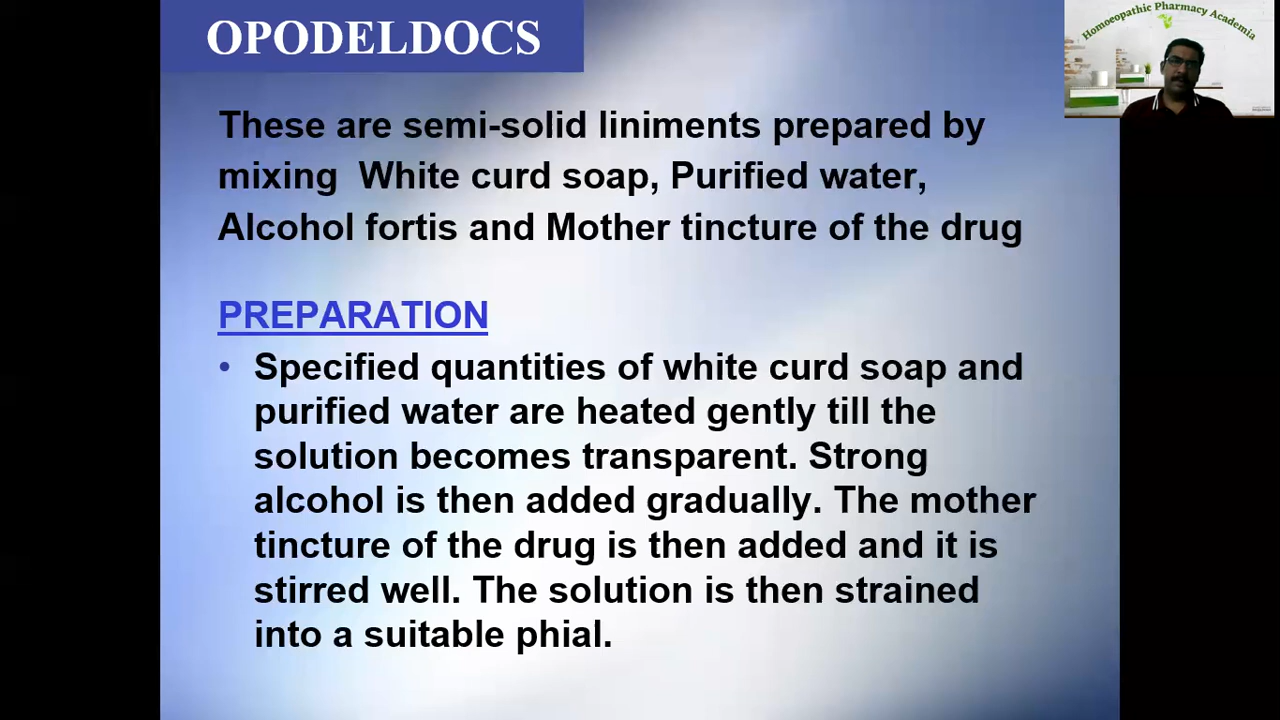 OPODELDOCS
Homoeopathic Pharmacy Academia
These are semi-solid liniments prepared by
mixing White curd soap, Purified water,
Alcohol fortis and Mother tincture of the drug
PREPARATION
• Specified quantities of white curd soap and
purified water are heated gently till the
solution becomes transparent. Strong
alcohol is then added gradually. The mother
tincture of the drug is then added and it is
stirred well. The solution is then strained
into a suitable phial.